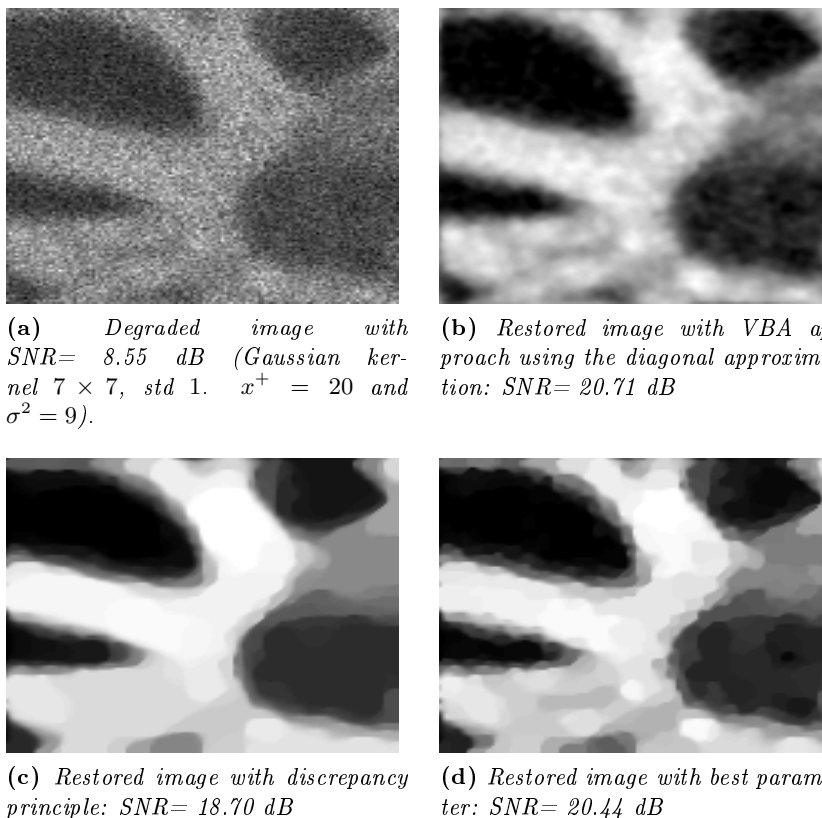 (a) Degraded image with
SNR= 8.55 dB (Gaussian ker-
nel 7 × 7, std 1. x⁺ = 20 and
σ² = 9).
(b) Restored image with VBA ap
proach using the diagonal approxim
tion: SNR= 20.71 dB
(c) Restored image with discrepancy
principle: SNR= 18.70 dB
(d) Restored image with best param
ter: SNR= 20.44 dB